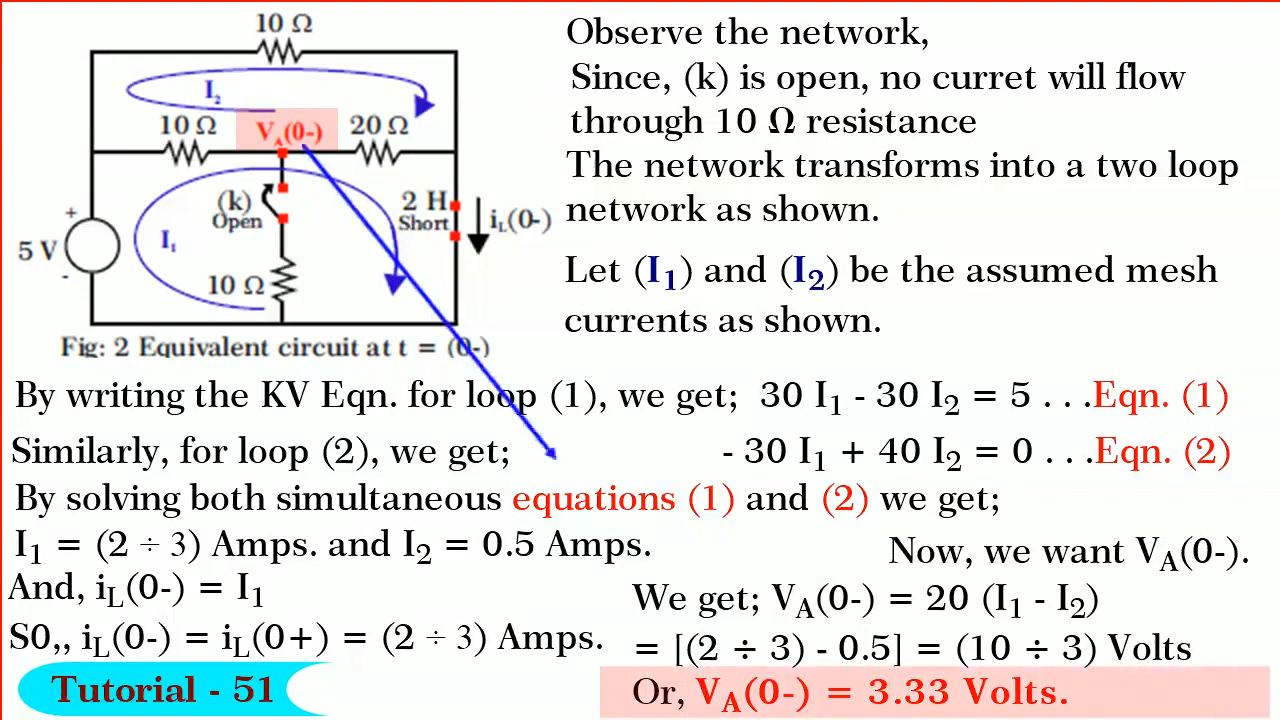 10 Ω
I2
10 Ω
VA(0-)
20 Ω
(k)
Open
2 H
Short
iL(0-)
+
5 V
-
I1
10 Ω
Fig: 2 Equivalent circuit at t = (0-)
Observe the network,
Since, (k) is open, no curret will flow
through 10 Ω resistance
The network transforms into a two loop
network as shown.
Let (I1) and (I2) be the assumed mesh
currents as shown.
By writing the KV Eqn. for loop (1), we get; 30 I1 - 30 I2 = 5 . . .Eqn. (1)
Similarly, for loop (2), we get; - 30 I1 + 40 I2 = 0 . . .Eqn. (2)
By solving both simultaneous equations (1) and (2) we get;
I1 = (2 ÷ 3) Amps. and I2 = 0.5 Amps.
And, iL(0-) = I1
S0,, iL(0-) = iL(0+) = (2 ÷ 3) Amps.
Now, we want VA(0-).
We get; VA(0-) = 20 (I1 - I2)
= [(2 ÷ 3) - 0.5] = (10 ÷ 3) Volts
Or, VA(0-) = 3.33 Volts.
Tutorial - 51